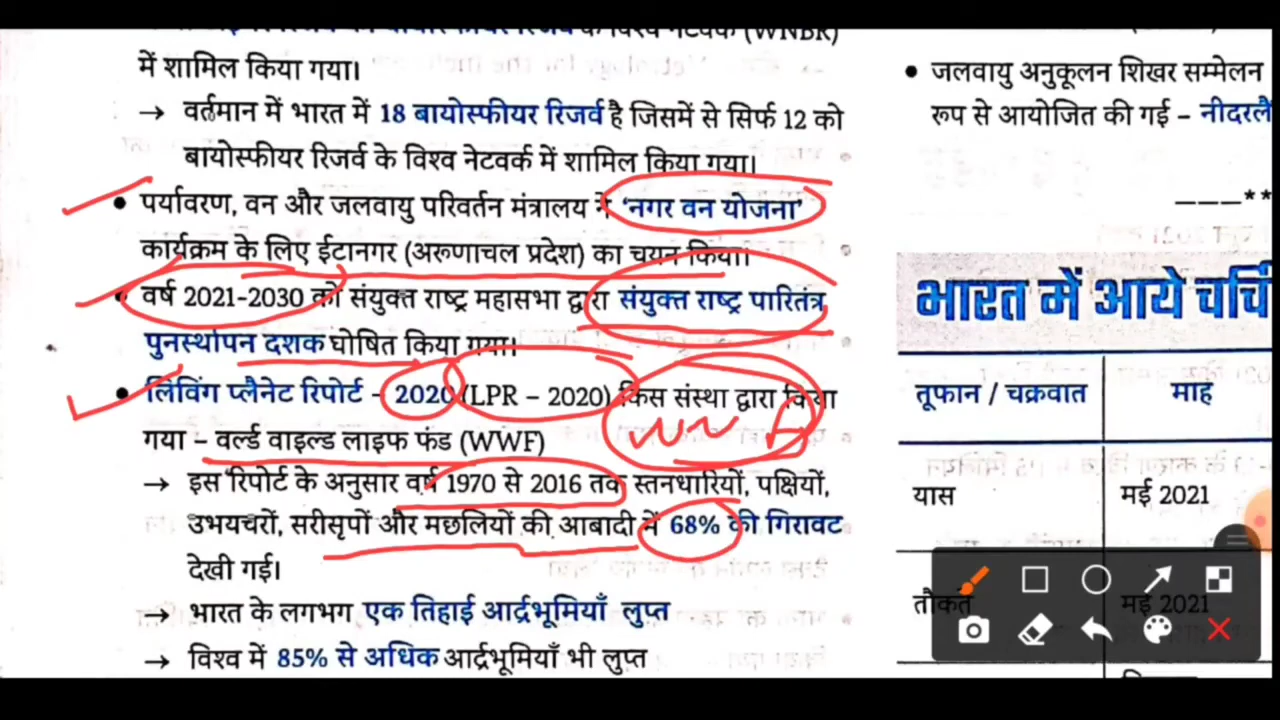 में शामिल किया गया।
→ वर्तमान में भारत में 18 बायोस्फीयर रिजर्व है जिसमें से सिर्फ 12 को
बायोस्फीयर रिजर्व के विश्व नेटवर्क में शामिल किया गया।
• पर्यावरण, वन और जलवायु परिवर्तन मंत्रालय ने ‘नगर वन योजना’
कार्यक्रम के लिए ईटानगर (अरूणाचल प्रदेश) का चयन किया।
• वर्ष 2021-2030 को संयुक्त राष्ट्र महासभा द्वारा संयुक्त राष्ट्र पारितंत्र
पुनर्स्थापन दशक घोषित किया गया।
• लिविंग प्लैनेट रिपोर्ट - 2020 (LPR – 2020) किस संस्था द्वारा किया
गया – वर्ल्ड वाइल्ड लाइफ फंड (WWF)
→ इस रिपोर्ट के अनुसार वर्ष 1970 से 2016 तक स्तनधारियों, पक्षियों,
उभयचरों, सरीसृपों और मछलियों की आबादी में 68% की गिरावट
देखी गई।
→ भारत के लगभग एक तिहाई आर्द्रभूमियाँ लुप्त
→ विश्व में 85% से अधिक आर्द्रभूमियाँ भी लुप्त
• जलवायु अनुकूलन शिखर सम्मेलन
रूप से आयोजित की गई –
___**
भारत में आये
तूफान / चक्रवात माह
यास मई 2021
तौकते मई 2021